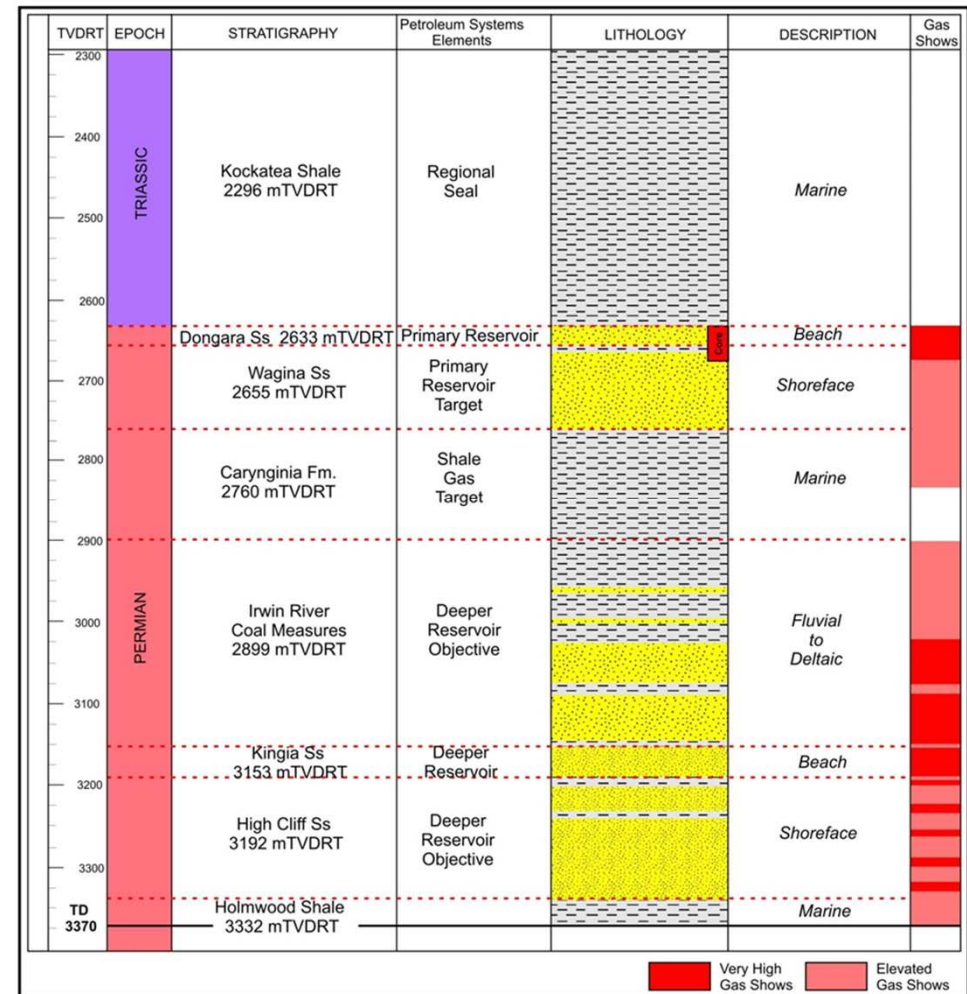 TVDRT
EPOCH
STRATIGRAPHY
Petroleum Systems
Elements
LITHOLOGY
DESCRIPTION
Gas
Shows
2300
2400
2500
2600
2700
2800
2900
3000
3100
3200
3300
TD
3370
TRIASSIC
PERMIAN
Kockatea Shale
2296 mTVDRT
Regional
Seal
Marine
Dongara Ss 2633 mTVDRT
Primary Reservoir
Core
Beach
Wagina Ss
2655 mTVDRT
Primary
Reservoir
Target
Shoreface
Carynginia Fm.
2760 mTVDRT
Shale
Gas
Target
Marine
Irwin River
Coal Measures
2899 mTVDRT
Deeper
Reservoir
Objective
Fluvial
to
Deltaic
Kingia Ss
3153 mTVDRT
Deeper
Reservoir
Beach
High Cliff Ss
3192 mTVDRT
Deeper
Reservoir
Objective
Shoreface
Holmwood Shale
3332 mTVDRT
Marine
Very High
Gas Shows
Elevated
Gas Shows